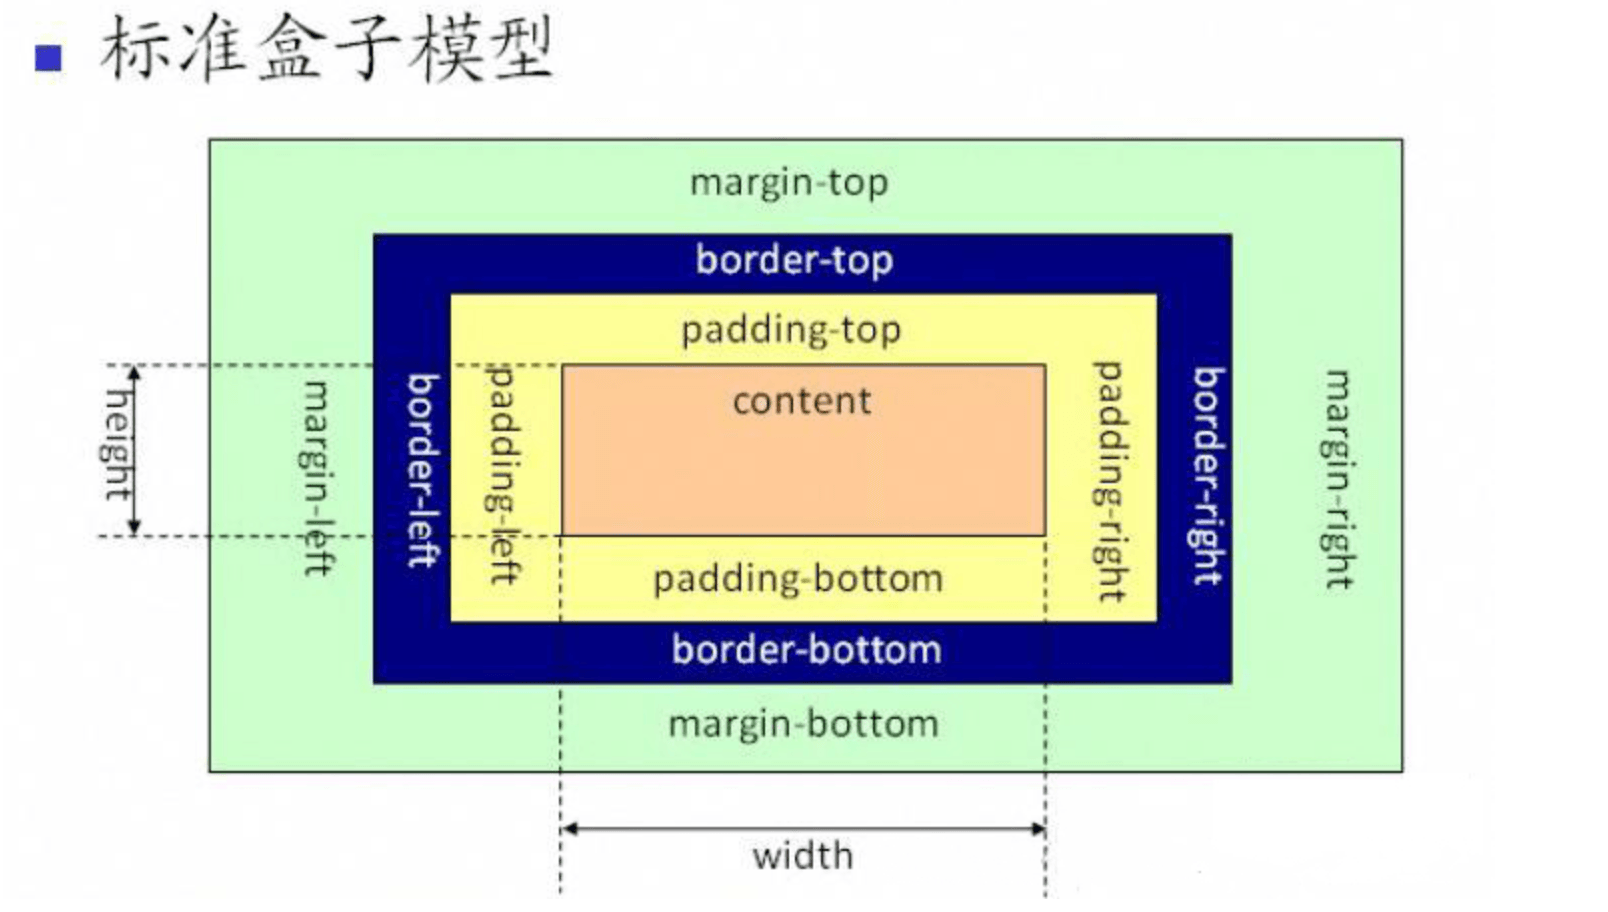 标准盒子模型
margin-top
border-top
padding-top
content
height
margin-left
border-left
padding-left
padding-right
border-right
margin-right
padding-bottom
border-bottom
margin-bottom
width